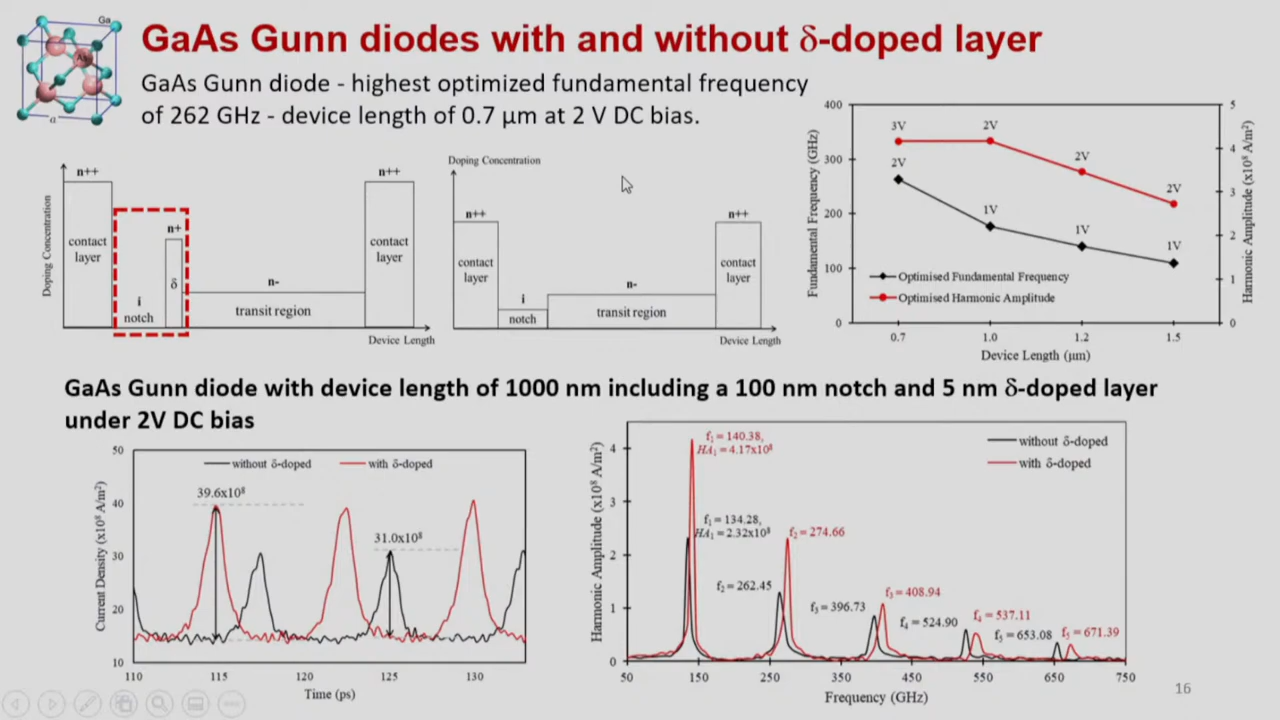 Ga
As
a
GaAs Gunn diodes with and without δ-doped layer
GaAs Gunn diode - highest optimized fundamental frequency
of 262 GHz - device length of 0.7 µm at 2 V DC bias.
Doping Concentration
n++
contact
layer
i
notch
n+
δ
n-
transit region
n++
contact
layer
Device Length
Doping Concentration
n++
contact
layer
i
notch
n-
transit region
n++
contact
layer
Device Length
Fundamental Frequency (GHz)
400
300
200
100
0
3V
2V
2V
2V
2V
1V
1V
1V
Optimised Fundamental Frequency
Optimised Harmonic Amplitude
0.7
1.0
1.2
1.5
Device Length (µm)
5
4
3
2
1
0
Harmonic Amplitude (x10⁸ A/m²)
GaAs Gunn diode with device length of 1000 nm including a 100 nm notch and 5 nm δ-doped layer
under 2V DC bias
Current Density (x10⁸ A/m²)
50
40
30
20
10
without δ-doped
with δ-doped
39.6x10⁸
31.0x10⁸
110
115
120
125
130
Time (ps)
Harmonic Amplitude (x10⁸ A/m²)
4
3
2
1
0
f₁ = 140.38,
HA₁ = 4.17x10⁸
f₁ = 134.28,
HA₁ = 2.32x10⁸
f₂ = 274.66
f₂ = 262.45
f₃ = 396.73
f₃ = 408.94
f₄ = 524.90
f₄ = 537.11
f₅ = 653.08
f₅ = 671.39
without δ-doped
with δ-doped
50
150
250
350
450
550
650
750
Frequency (GHz)
16